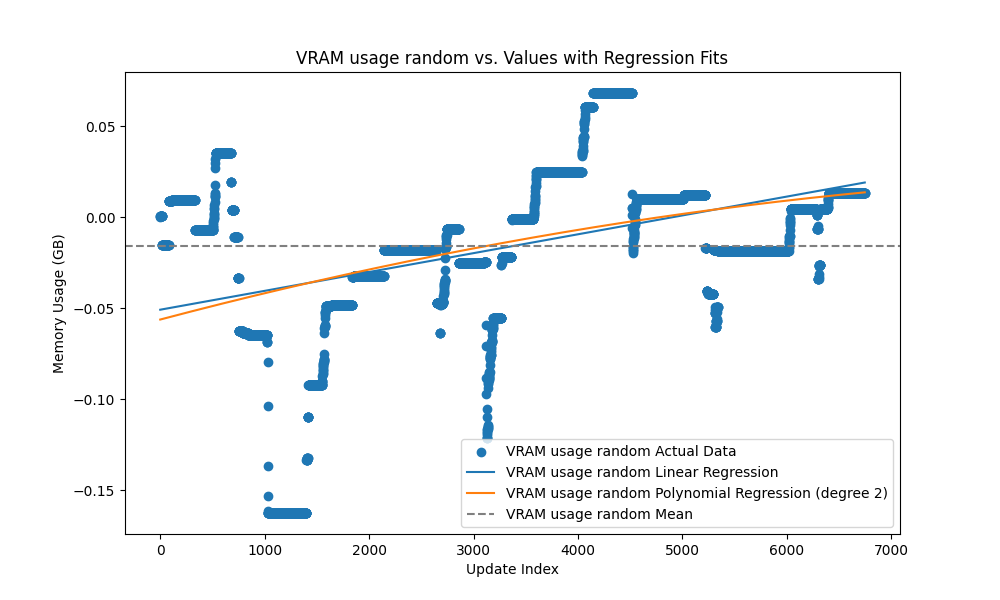 VRAM usage random vs. Values with Regression Fits
Memory Usage (GB)
0.05
0.00
−0.05
−0.10
−0.15
VRAM usage random Actual Data
VRAM usage random Linear Regression
VRAM usage random Polynomial Regression (degree 2)
VRAM usage random Mean
0 1000 2000 3000 4000 5000 6000 7000
Update Index